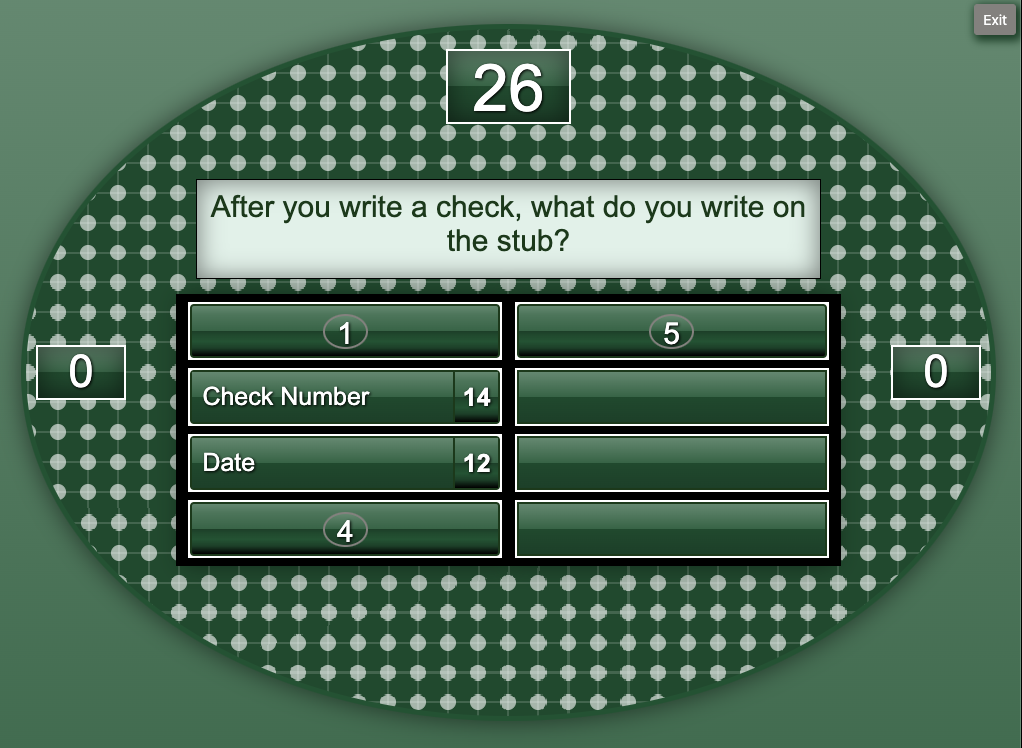 Exit
26
After you write a check, what do you write on
the stub?
0
0
1
5
Check Number 14
Date 12
4